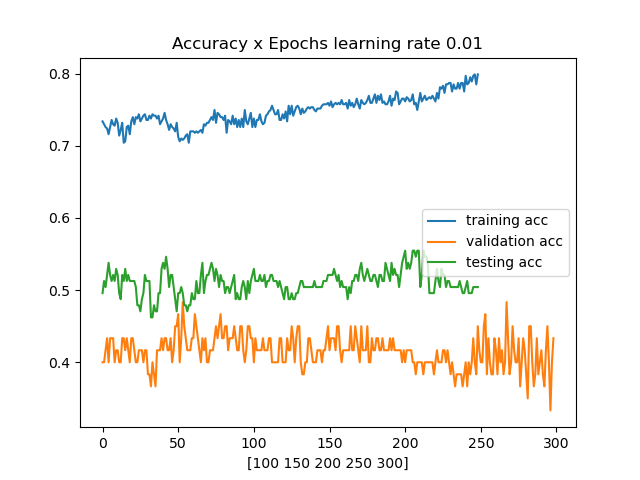 Accuracy x Epochs learning rate 0.01
0.8
0.7
0.6
0.5
0.4
training acc
validation acc
testing acc
0 50 100 150 200 250 300
[100 150 200 250 300]